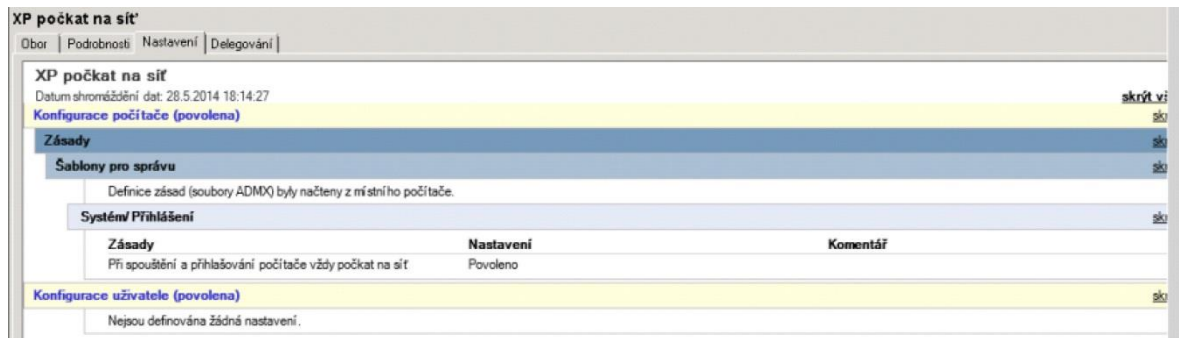 XP počkat na síť
Obor Podrobnosti Nastavení Delegování
XP počkat na síť
Datum shromáždění dat: 28.5.2014 18:14:27 skrýt
Konfigurace počítače (povolena)
Zásady
Šablony pro správu
Definice zásad (soubory ADMX) byly načteny z místního počítače.
Systém/Přihlášení
Zásady Nastavení Komentář
Při spouštění a přihlašování počítače vždy počkat na síť Povoleno
Konfigurace uživatele (povolena)
Nejsou definována žádná nastavení.